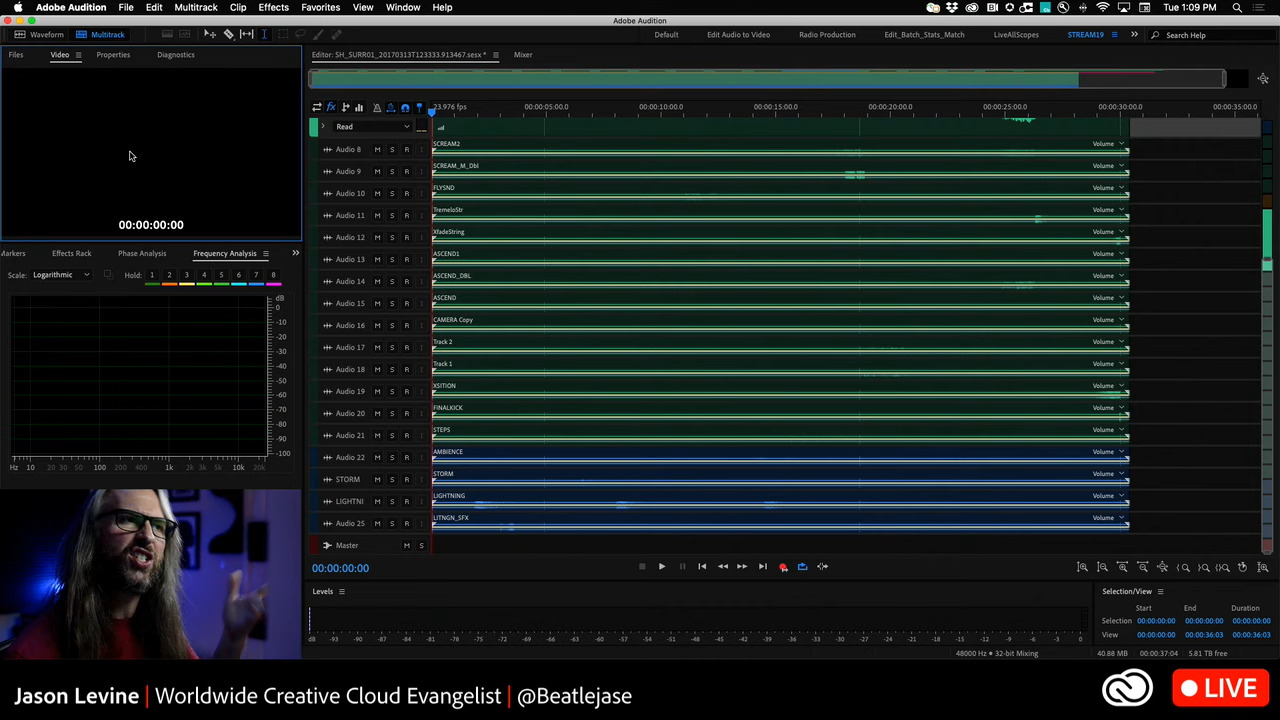 Adobe Audition File Edit Multitrack Clip Effects Favorites View Window Help Tue 1:09 PM
Adobe Audition
Waveform Multitrack Default Edit Audio to Video Radio Production Edit_Batch_Stats_Match LiveAllScopes STREAM19 Search Help
Files Video Properties Diagnostics Editor: SH_SURR01_20170313T123333.913467.sesx * Mixer
23.976 fps 00:00:05:00.0 00:00:10:00.0 00:00:15:00.0 00:00:20:00.0 00:00:25:00.0 00:00:30:00.0 00:00:35:00.0
Read
SCREAM2 Volume
Audio 8 M S R
SCREAM_M_Dbl Volume
Audio 9 M S R
FLYSND Volume
Audio 10 M S R
TremeloStr Volume
Audio 11 M S R
XfadeString Volume
Audio 12 M S R
ASCEND1 Volume
Audio 13 M S R
ASCEND_DBL Volume
Audio 14 M S R
ASCEND Volume
Audio 15 M S R
CAMERA Copy Volume
Audio 16 M S R
Track 2 Volume
Audio 17 M S R
Track 1 Volume
Audio 18 M S R
XSITION Volume
Audio 19 M S R
FINALKICK Volume
Audio 20 M S R
STEPS Volume
Audio 21 M S R
AMBIENCE Volume
Audio 22 M S R
STORM Volume
STORM M S R
LIGHTNING Volume
LIGHTNI M S R
LITNGN_SFX Volume
Audio 25 M S R
Master M S
00:00:00:00
Markers Effects Rack Phase Analysis Frequency Analysis
Scale: Logarithmic Hold: 1 2 3 4 5 6 7 8
dB
0
-10
-20
-30
-40
-50
-60
-70
-80
-90
-100
Hz 10 20 30 50 100 300 1k 2k 3k 10k 20k
00:00:00:00
Levels
dB -93 -90 -87 -84 -81 -78 -75 -72 -69 -66 -63 -60 -57 -54 -51 -48 -45 -42 -39 -36 -33 -30 -27 -24 -21 -18 -15 -12 -9 -6 -3 0
Selection/View
Start End Duration
Selection 00:00:00:00 00:00:00:00 00:00:00:00
View 00:00:00:00 00:00:36:03 00:00:36:03
48000 Hz • 32-bit Mixing 40.88 MB 00:00:37:04 5.81 TB free
Jason Levine | Worldwide Creative Cloud Evangelist | @Beatlejase
LIVE